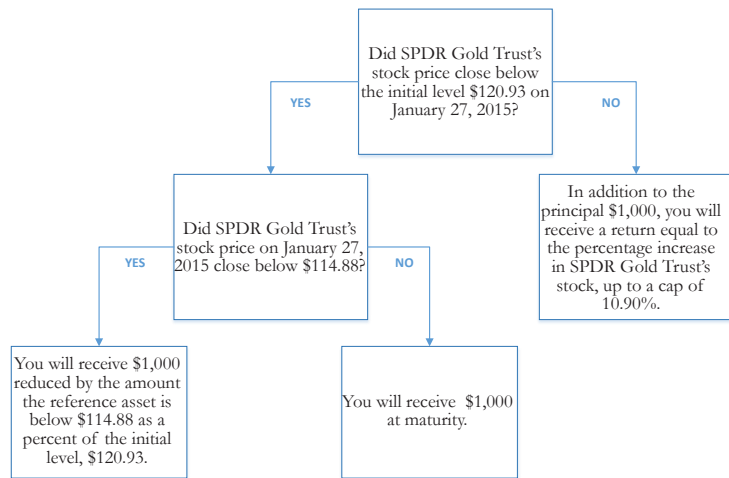 Did SPDR Gold Trust's
stock price close below
the initial level $120.93 on
January 27, 2015?
YES
NO
Did SPDR Gold Trust's
stock price on January 27,
2015 close below $114.88?
In addition to the
principal $1,000, you will
receive a return equal to
the percentage increase
in SPDR Gold Trust's
stock, up to a cap of
10.90%.
YES
NO
You will receive $1,000
reduced by the amount
the reference asset is
below $114.88 as a
percent of the initial
level, $120.93.
You will receive $1,000
at maturity.